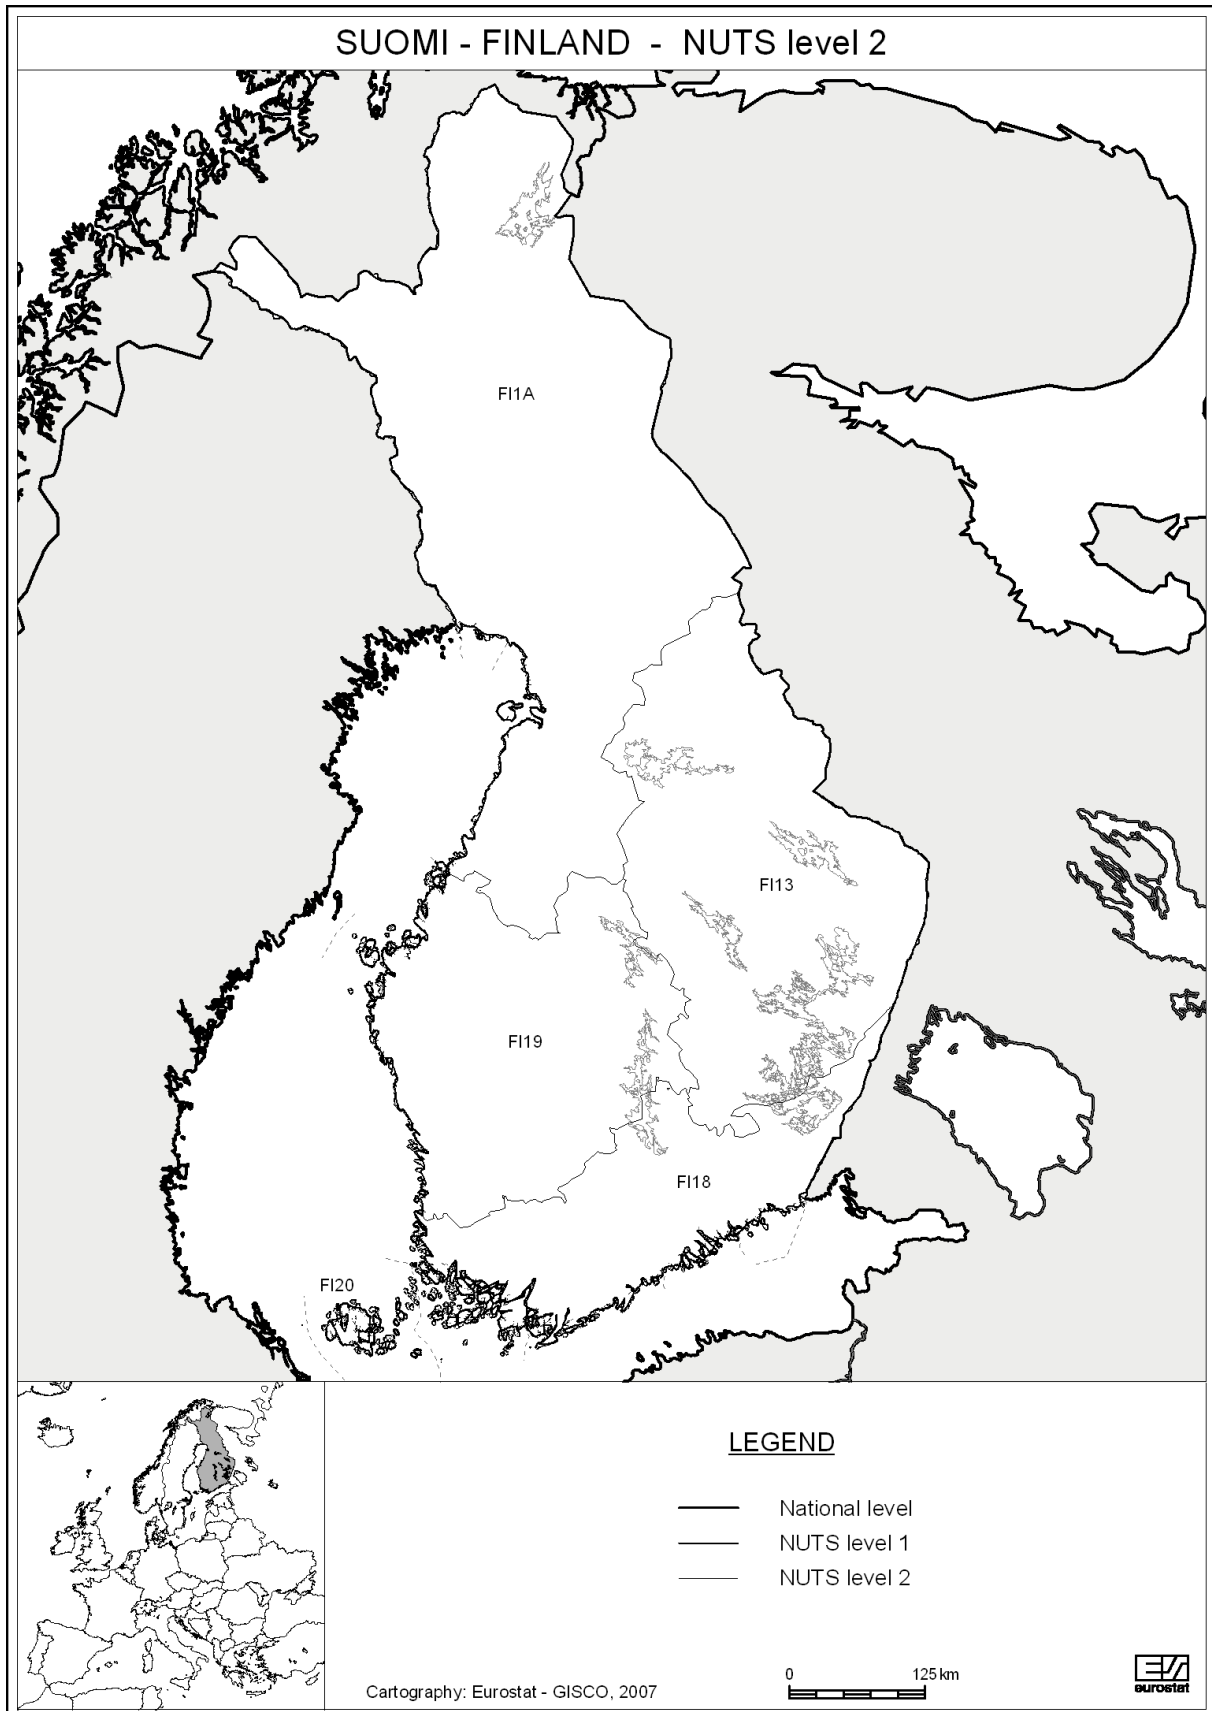 SUOMI - FINLAND - NUTS level 2
FI1A
FI13
FI19
FI18
FI20
LEGEND
National level
NUTS level 1
NUTS level 2
0 125 km
Cartography: Eurostat - GISCO, 2007
eurostat